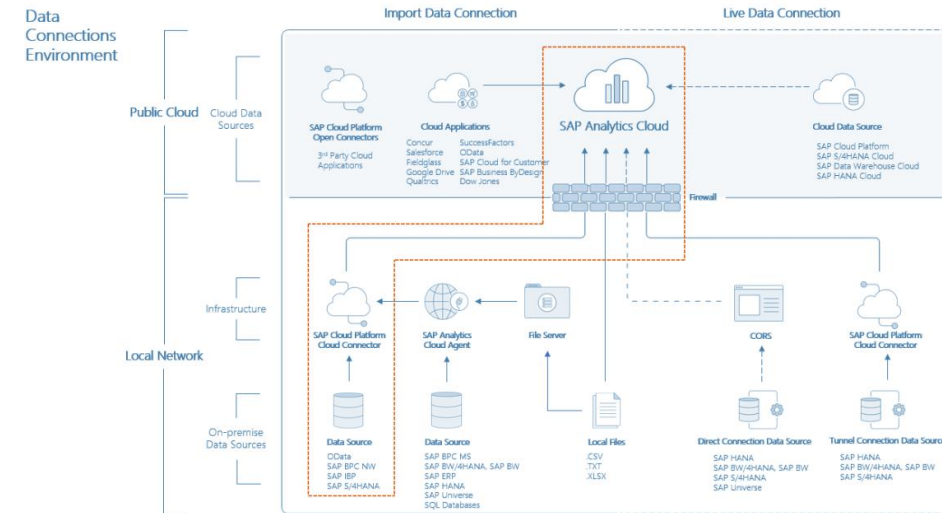 Data
Connections
Environment
Import Data Connection
Live Data Connection
Public Cloud
Cloud Data
Sources
SAP Cloud Platform
Open Connectors
3rd Party Cloud
Applications
Cloud Applications
Concur
Salesforce
Fieldglass
Google Drive
Qualtrics
SuccessFactors
OData
SAP Cloud for Customer
SAP Business ByDesign
Dow Jones
SAP Analytics Cloud
Cloud Data Source
SAP Cloud Platform
SAP S/4HANA Cloud
SAP Data Warehouse Cloud
SAP HANA Cloud
Firewall
Local Network
Infrastructure
SAP Cloud Platform
Cloud Connector
SAP Analytics
Cloud Agent
File Server
CORS
SAP Cloud Platform
Cloud Connector
On-premise
Data Sources
Data Source
OData
SAP BPC NW
SAP IBP
SAP S/4HANA
Data Source
SAP BPC MS
SAP BW/4HANA, SAP BW
SAP ERP
SAP HANA
SAP Universe
SQL Databases
Local Files
.CSV
.TXT
.XLSX
Direct Connection Data Source
SAP HANA
SAP BW/4HANA, SAP BW
SAP S/4HANA
SAP Universe
Tunnel Connection Data Sourc
SAP HANA
SAP BW/4HANA, SAP BW
SAP S/4HANA